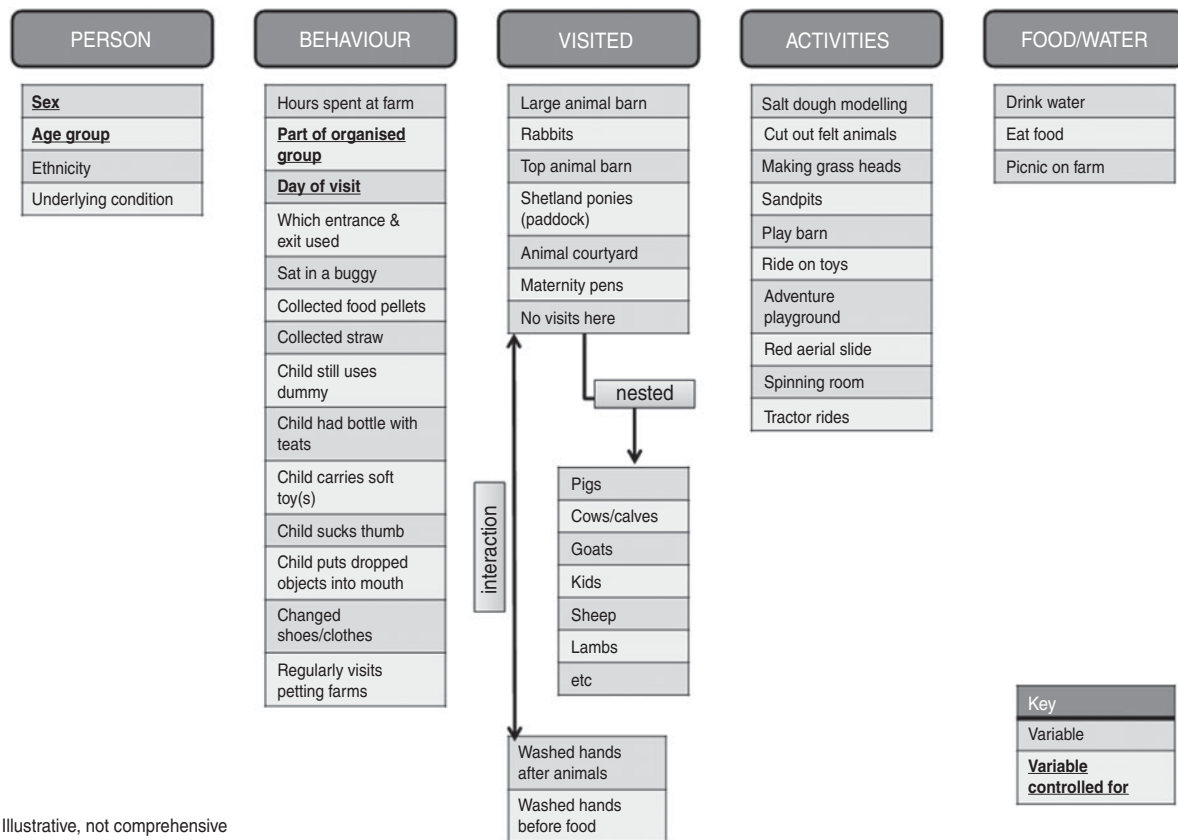 PERSON
Sex
Age group
Ethnicity
Underlying condition
BEHAVIOUR
Hours spent at farm
Part of organised
group
Day of visit
Which entrance &
exit used
Sat in a buggy
Collected food pellets
Collected straw
Child still uses
dummy
Child had bottle with
teats
Child carries soft
toy(s)
Child sucks thumb
Child puts dropped
objects into mouth
Changed
shoes/clothes
Regularly visits
petting farms
VISITED
Large animal barn
Rabbits
Top animal barn
Shetland ponies
(paddock)
Animal courtyard
Maternity pens
No visits here
nested
interaction
Pigs
Cows/calves
Goats
Kids
Sheep
Lambs
etc
Washed hands
after animals
Washed hands
before food
ACTIVITIES
Salt dough modelling
Cut out felt animals
Making grass heads
Sandpits
Play barn
Ride on toys
Adventure
playground
Red aerial slide
Spinning room
Tractor rides
FOOD/WATER
Drink water
Eat food
Picnic on farm
Key
Variable
Variable
controlled for
Illustrative, not comprehensive